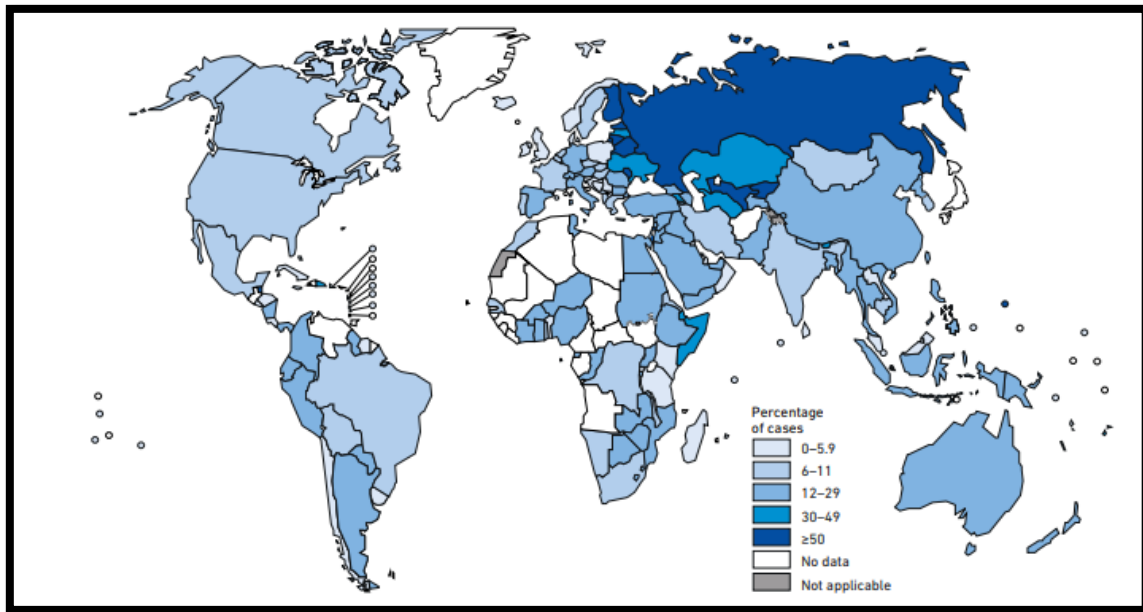 Percentage
of cases
0–5.9
6–11
12–29
30–49
≥50
No data
Not applicable